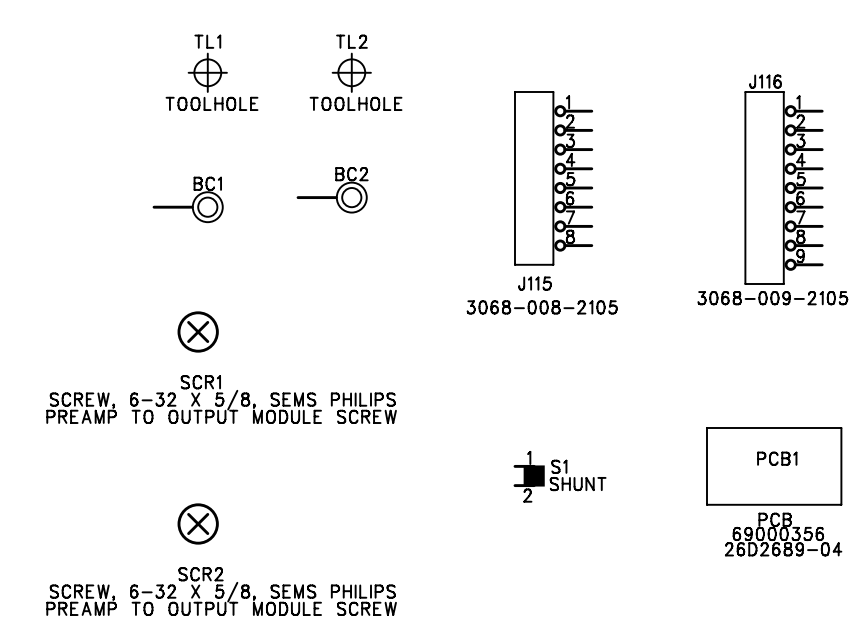 TL1
TOOLHOLE
TL2
TOOLHOLE
BC1
BC2
1
2
3
4
5
6
7
8
J115
3068-008-2105
J116
1
2
3
4
5
6
7
8
9
3068-009-2105
SCR1
SCREW, 6-32 X 5/8, SEMS PHILIPS
PREAMP TO OUTPUT MODULE SCREW
1
2
S1
SHUNT
PCB1
PCB
69000356
26D2689-04
SCR2
SCREW, 6-32 X 5/8, SEMS PHILIPS
PREAMP TO OUTPUT MODULE SCREW